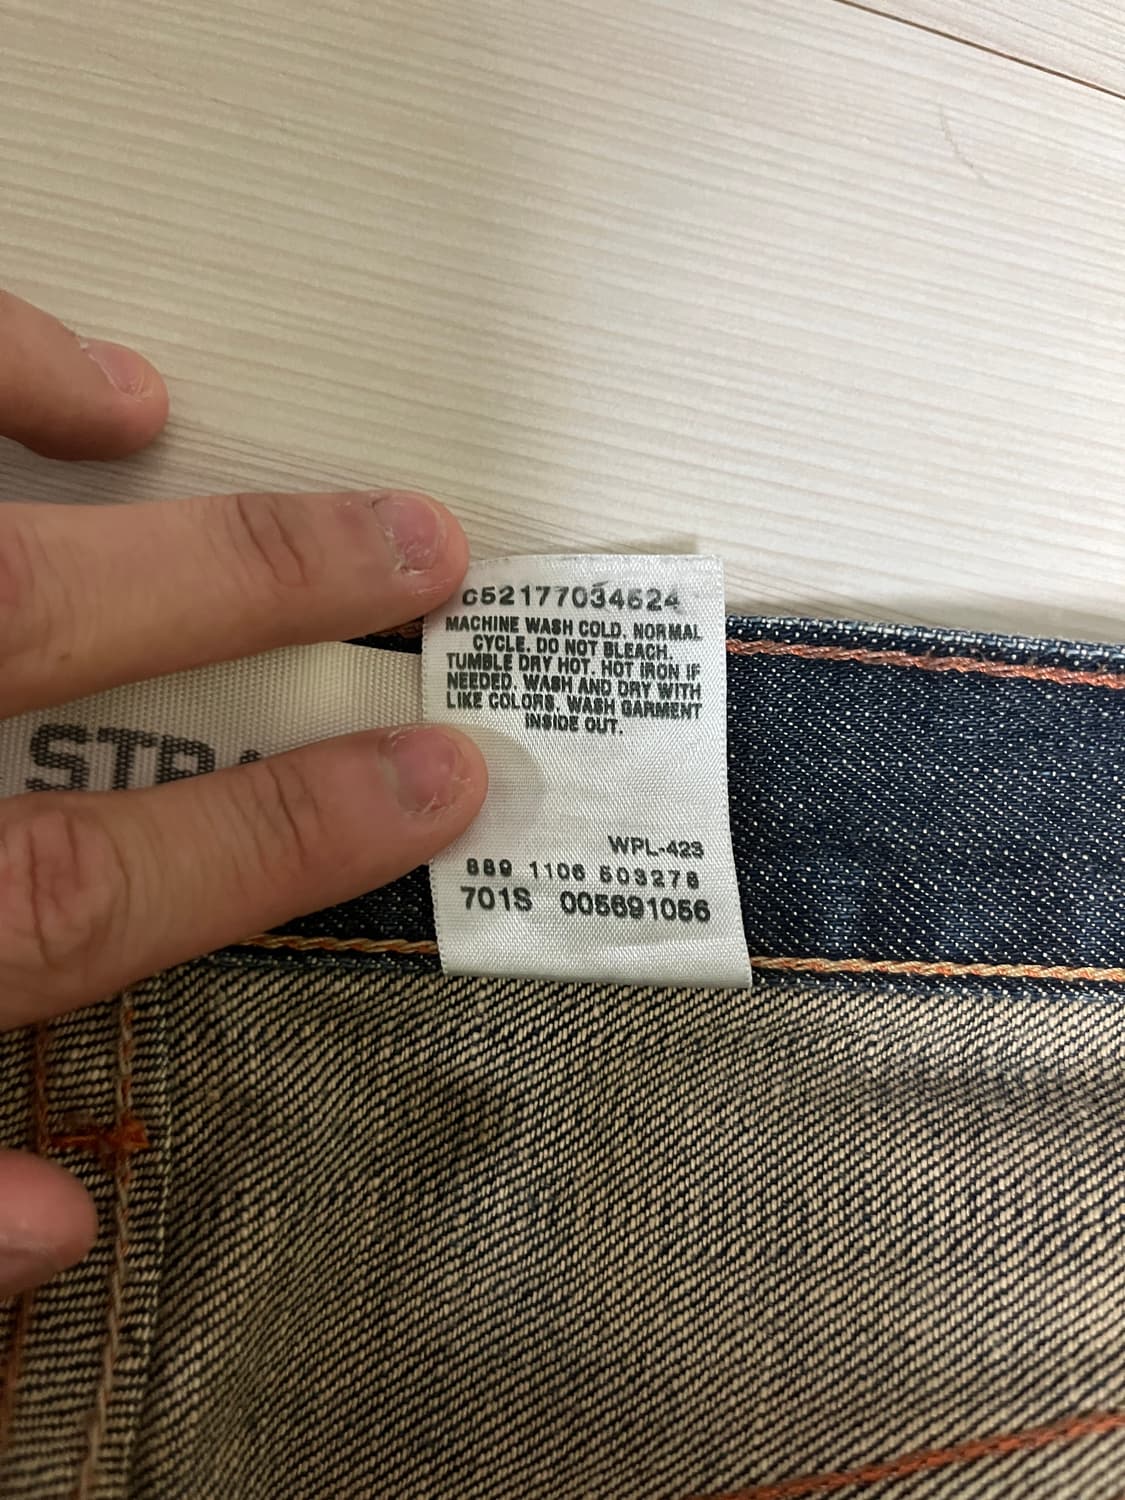 C52177034524
MACHINE WASH COLD. NORMAL
CYCLE. DO NOT BLEACH.
TUMBLE DRY HOT. HOT IRON IF
NEEDED. WASH AND DRY WITH
LIKE COLORS. WASH GARMENT
INSIDE OUT.
WPL-423
889 1106 503278
701S 005691056